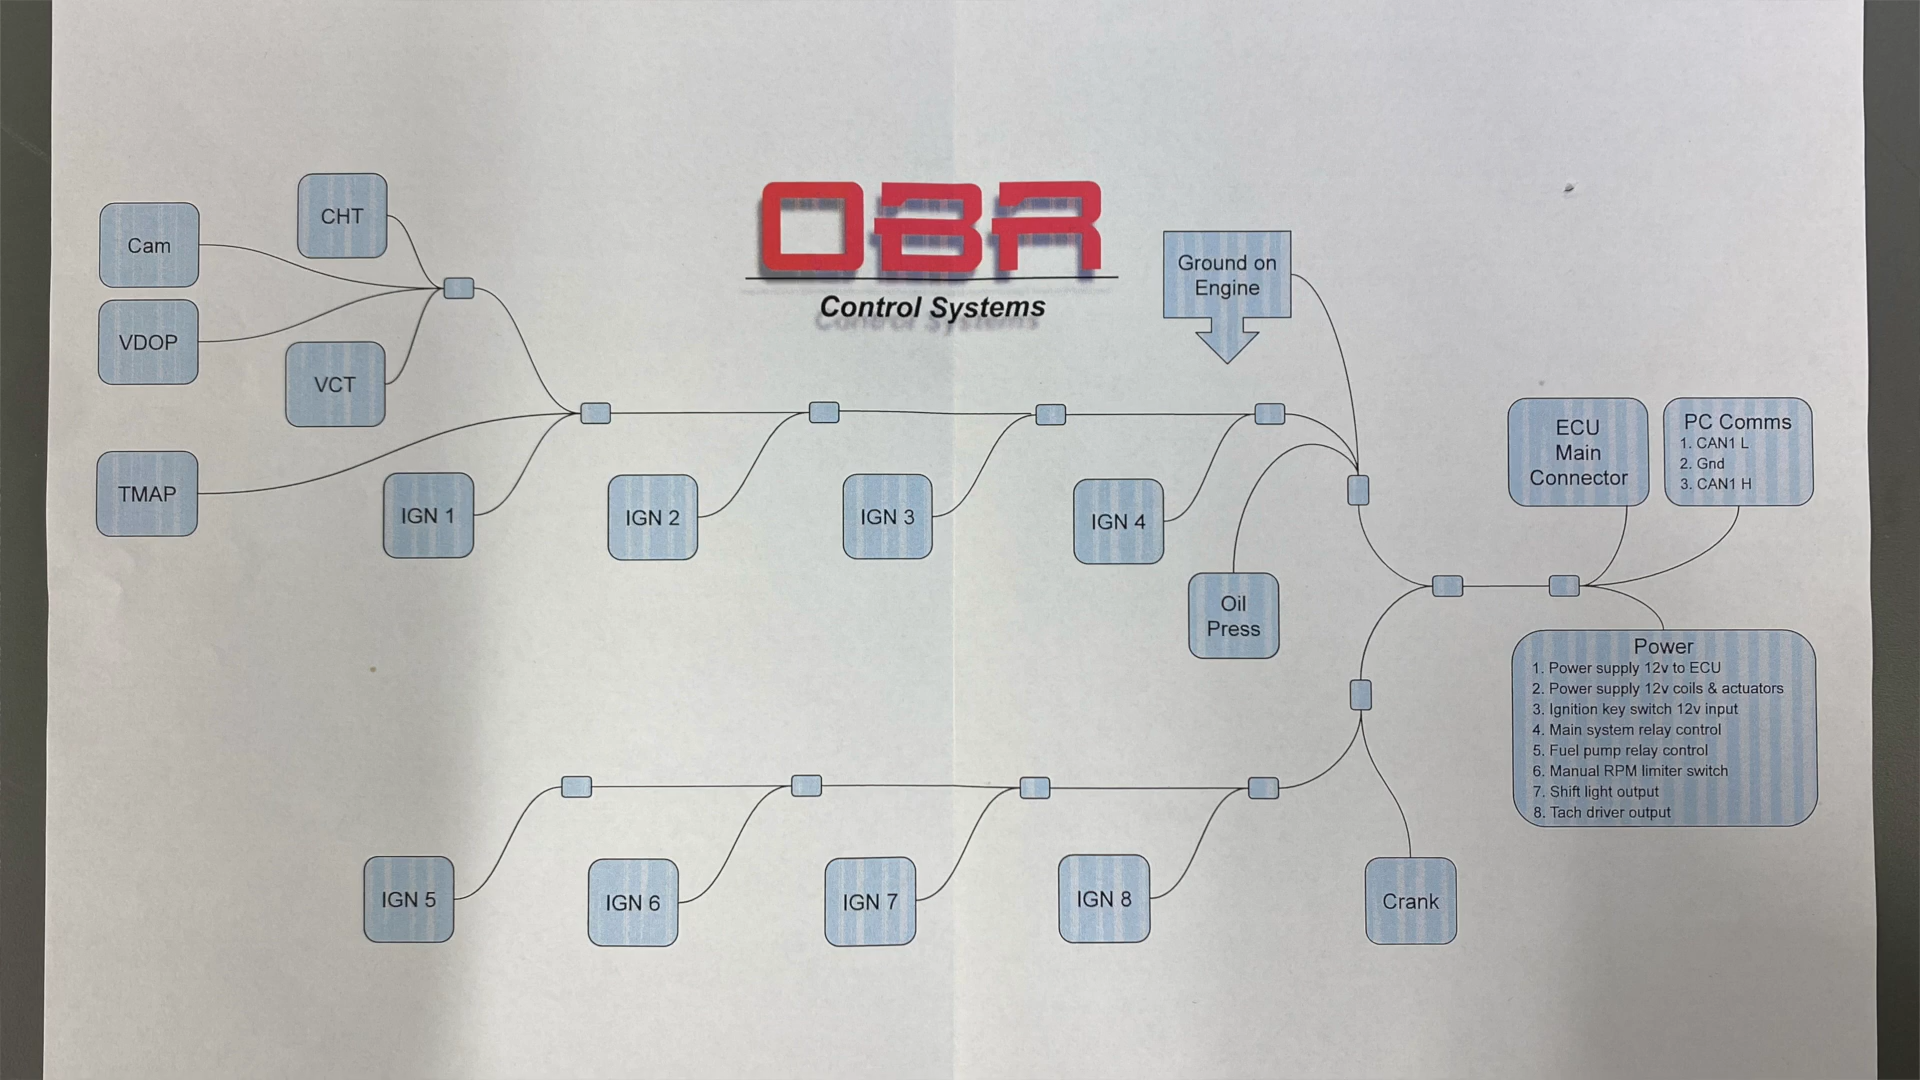 OBR
Control Systems
CHT
Cam
VDOP
VCT
TMAP
IGN 1
IGN 2
IGN 3
IGN 4
Ground on
Engine
Oil
Press
ECU
Main
Connector
PC Comms
1. CAN1 L
2. Gnd
3. CAN1 H
Power
1. Power supply 12v to ECU
2. Power supply 12v coils & actuators
3. Ignition key switch 12v input
4. Main system relay control
5. Fuel pump relay control
6. Manual RPM limiter switch
7. Shift light output
8. Tach driver output
IGN 5
IGN 6
IGN 7
IGN 8
Crank